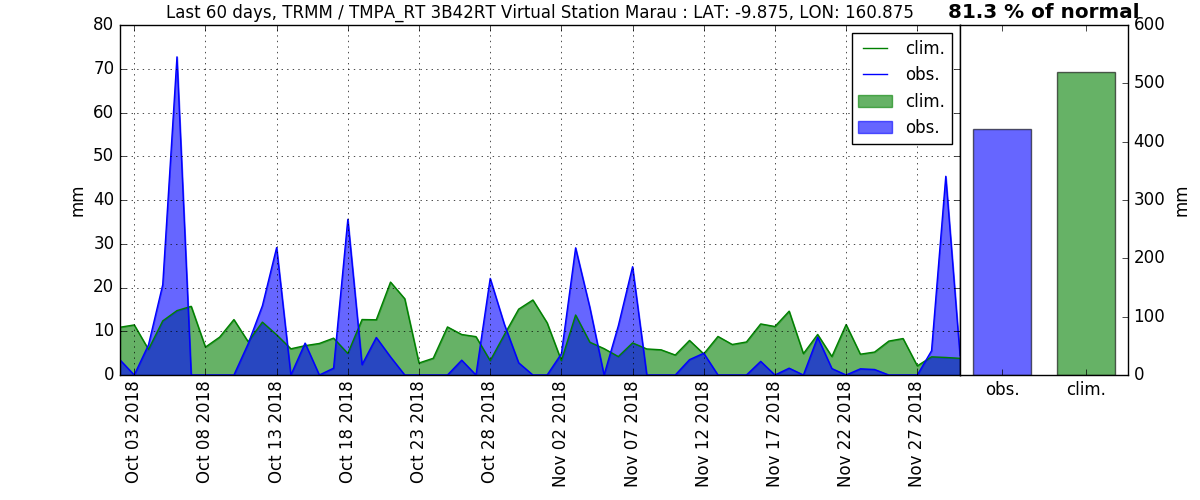 Last 60 days, TRMM / TMPA_RT 3B42RT Virtual Station Marau : LAT: -9.875, LON: 160.875
81.3 % of normal
80
70
60
50
40
30
20
10
0
mm
clim.
obs.
clim.
obs.
600
500
400
300
200
100
0
mm
obs.
clim.
Oct 03 2018
Oct 08 2018
Oct 13 2018
Oct 18 2018
Oct 23 2018
Oct 28 2018
Nov 02 2018
Nov 07 2018
Nov 12 2018
Nov 17 2018
Nov 22 2018
Nov 27 2018